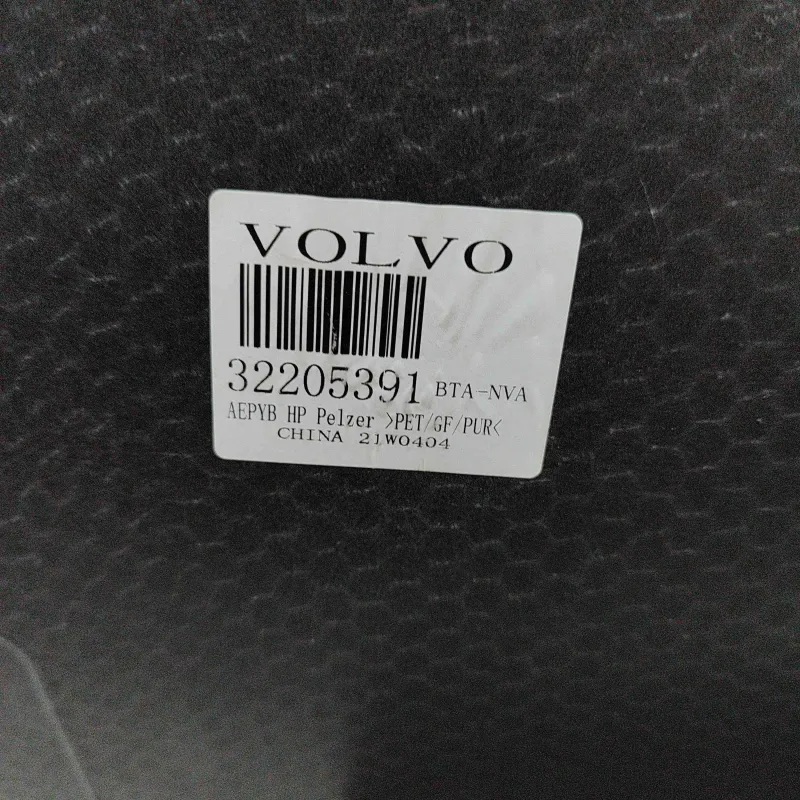 VOLVO
32205391 BTA-NVA
AEPYB HP Pelzer >PET/GF/PUR<
CHINA 21W0404